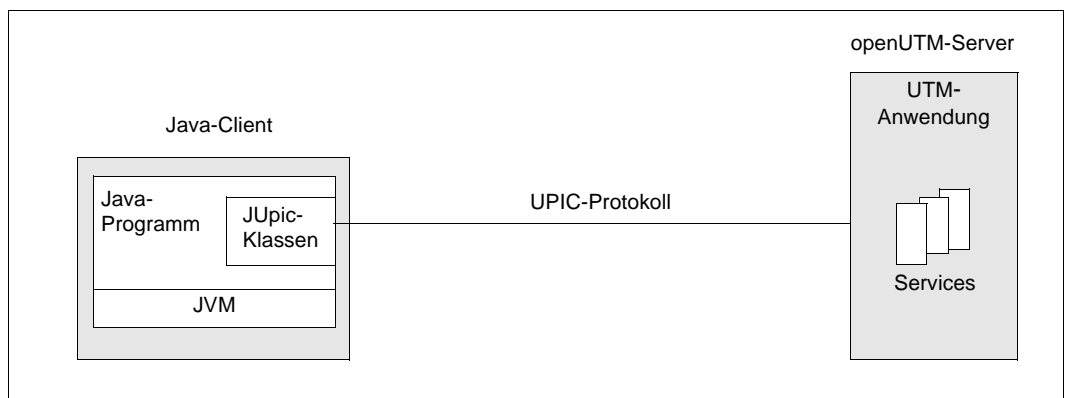 openUTM-Server
UTM-
Anwendung
Java-Client
Java-
Programm
JUpic-
Klassen
UPIC-Protokoll
Services
JVM